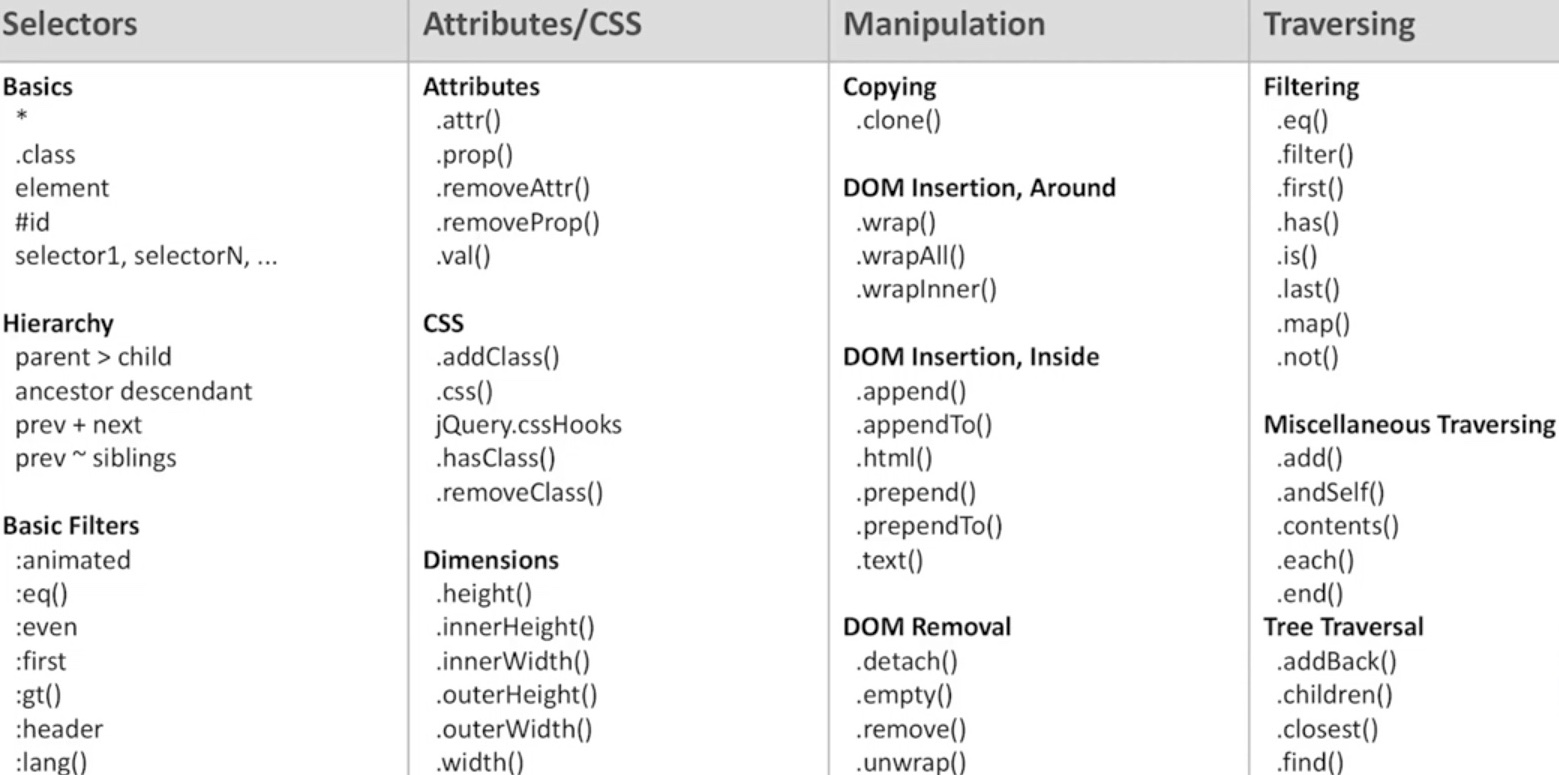 Selectors
Basics
*
.class
element
#id
selector1, selectorN, ...
Hierarchy
parent > child
ancestor descendant
prev + next
prev ~ siblings
Basic Filters
:animated
:eq()
:even
:first
:gt()
:header
:lang()
Attributes/CSS
Attributes
.attr()
.prop()
.removeAttr()
.removeProp()
.val()
CSS
.addClass()
.css()
jQuery.cssHooks
.hasClass()
.removeClass()
Dimensions
.height()
.innerHeight()
.innerWidth()
.outerHeight()
.outerWidth()
.width()
Manipulation
Copying
.clone()
DOM Insertion, Around
.wrap()
.wrapAll()
.wrapInner()
DOM Insertion, Inside
.append()
.appendTo()
.html()
.prepend()
.prependTo()
.text()
DOM Removal
.detach()
.empty()
.remove()
.unwrap()
Traversing
Filtering
.eq()
.filter()
.first()
.has()
.is()
.last()
.map()
.not()
Miscellaneous Traversing
.add()
.andSelf()
.contents()
.each()
.end()
Tree Traversal
.addBack()
.children()
.closest()
.find()